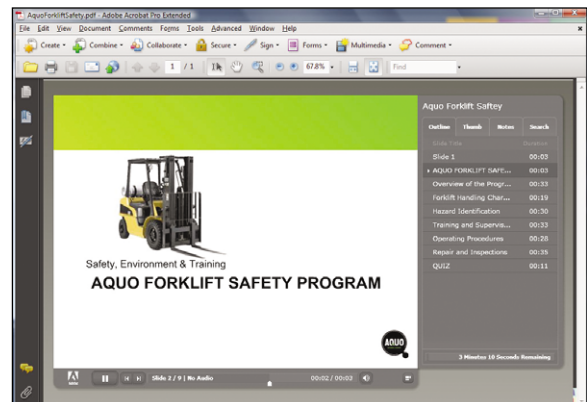 AquoForkliftSafety.pdf - Adobe Acrobat Pro Extended
File Edit View Document Comments Forms Tools Advanced Window Help
Create Combine Collaborate Secure Sign Forms Multimedia Comment
1 / 1 67.8% Find
Aquo Forklift Saftey
Outline Thumb Notes Search
Slide Title Duration
Slide 1 00:03
AQUO FORKLIFT SAFE... 00:03
Overview of the Progr... 00:33
Forklift Handling Char... 00:19
Hazard Identification 00:30
Training and Supervis... 00:33
Operating Procedures 00:28
Repair and Inspections 00:35
QUIZ 00:11
Safety, Environment & Training
AQUO FORKLIFT SAFETY PROGRAM
AQUO
3 Minutes 10 Seconds Remaining
Slide 2 / 9 | No Audio 00:02 / 00:03